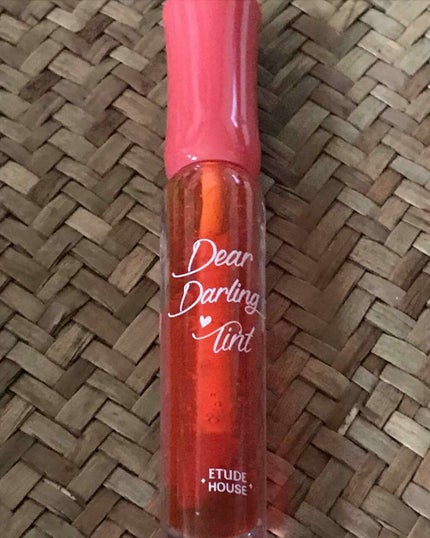 Dear
Darling
Tint
ETUDE
HOUSE